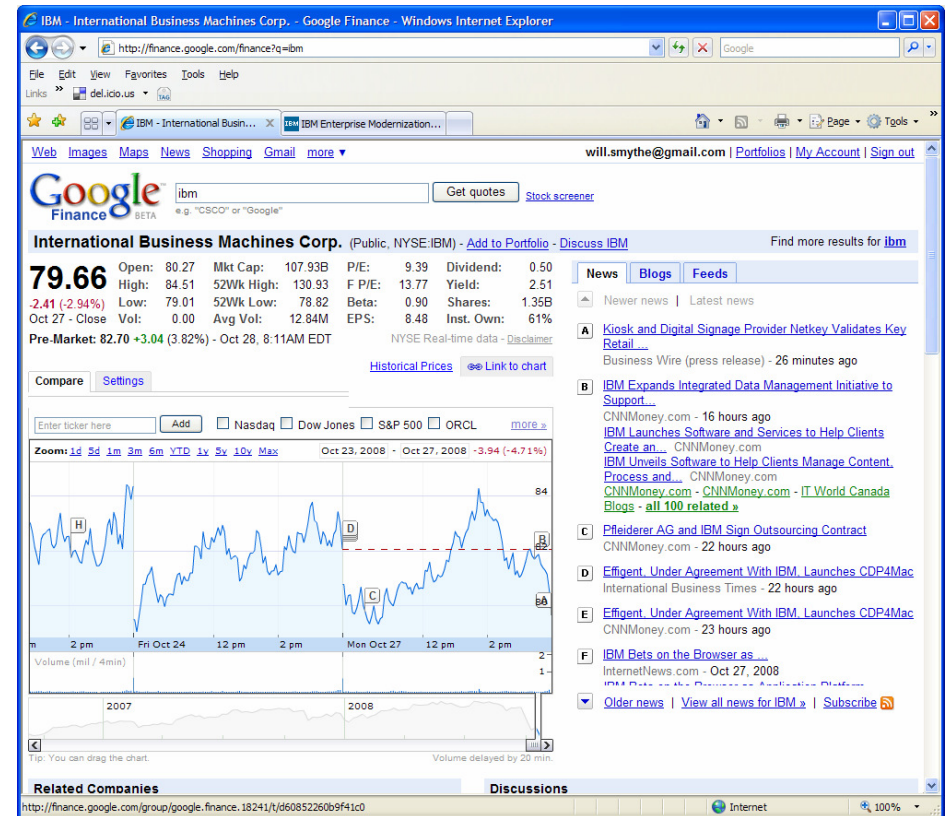 IBM - International Business Machines Corp. - Google Finance - Windows Internet Explorer
http://finance.google.com/finance?q=ibm
Google
File Edit View Favorites Tools Help
Links » del.icio.us TAG
IBM - International Busin... X IBM Enterprise Modernization...
Page Tools »
Web Images Maps News Shopping Gmail more ▼
will.smythe@gmail.com | Portfolios | My Account | Sign out
Google Finance BETA
ibm
Get quotes
Stock screener
e.g. "CSCO" or "Google"
International Business Machines Corp. (Public, NYSE:IBM) - Add to Portfolio - Discuss IBM
Find more results for ibm
79.66
-2.41 (-2.94%)
Oct 27 - Close
Open: 80.27 Mkt Cap: 107.93B P/E: 9.39 Dividend: 0.50
High: 84.51 52Wk High: 130.93 F P/E: 13.77 Yield: 2.51
Low: 79.01 52Wk Low: 78.82 Beta: 0.90 Shares: 1.35B
Vol: 0.00 Avg Vol: 12.84M EPS: 8.48 Inst. Own: 61%
Pre-Market: 82.70 +3.04 (3.82%) - Oct 28, 8:11AM EDT
NYSE Real-time data - Disclaimer
Historical Prices Link to chart
Compare Settings
Enter ticker here Add Nasdaq Dow Jones S&P 500 ORCL more »
Zoom: 1d 5d 1m 3m 6m YTD 1y 5y 10y Max Oct 23, 2008 - Oct 27, 2008 -3.94 (-4.71%)
84
H
D
B
82
C
A
80
m 2 pm Fri Oct 24 12 pm 2 pm Mon Oct 27 12 pm 2 pm
Volume (mil / 4min)
2
1
2007 2008
Tip: You can drag the chart.
Volume delayed by 20 min.
Related Companies
Discussions
News Blogs Feeds
Newer news | Latest news
A Kiosk and Digital Signage Provider Netkey Validates Key
Retail ...
Business Wire (press release) - 26 minutes ago
B IBM Expands Integrated Data Management Initiative to
Support...
CNNMoney.com - 16 hours ago
IBM Launches Software and Services to Help Clients
Create an... CNNMoney.com
IBM Unveils Software to Help Clients Manage Content,
Process and... CNNMoney.com
CNNMoney.com - CNNMoney.com - IT World Canada
Blogs - all 100 related »
C Pfleiderer AG and IBM Sign Outsourcing Contract
CNNMoney.com - 22 hours ago
D Effigent, Under Agreement With IBM, Launches CDP4Mac
International Business Times - 22 hours ago
E Effigent, Under Agreement With IBM, Launches CDP4Mac
CNNMoney.com - 23 hours ago
F IBM Bets on the Browser as ...
InternetNews.com - Oct 27, 2008
IBM Bets on the Browser as Application Platform
Older news | View all news for IBM » | Subscribe
http://finance.google.com/group/google.finance.18241/t/d60852260b9f41c0
Internet
100%